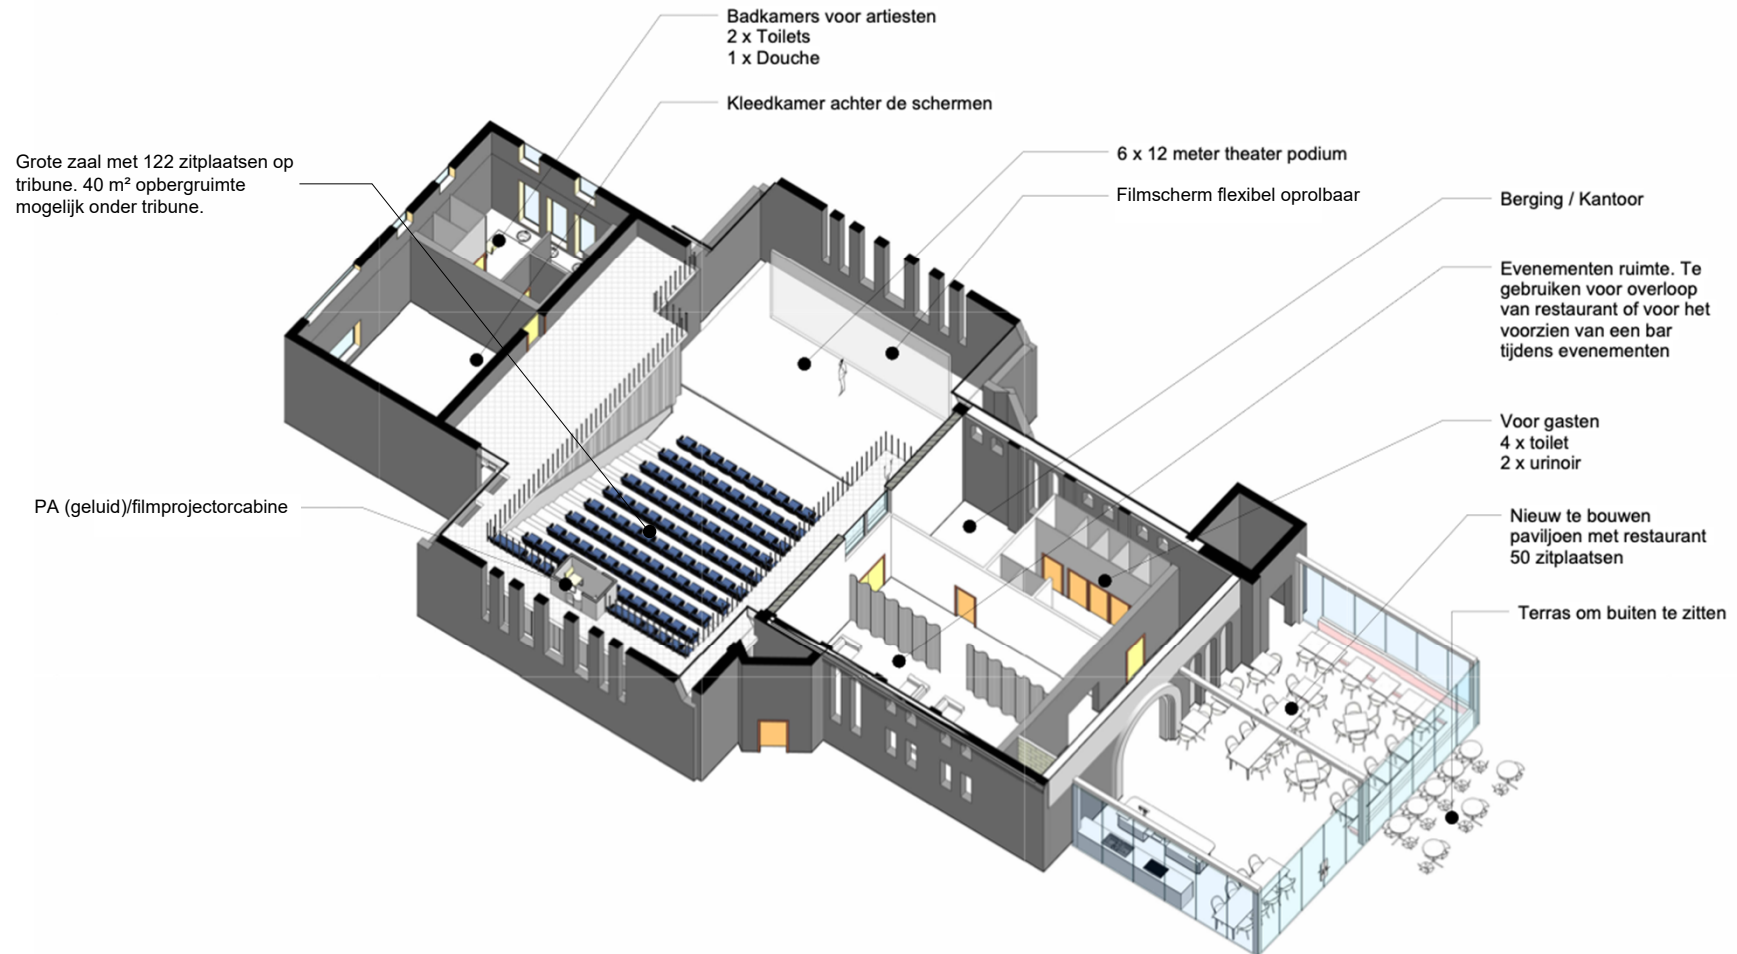 Badkamers voor artiesten
2 x Toilets
1 x Douche
Kleedkamer achter de schermen
Grote zaal met 122 zitplaatsen op
tribune. 40 m² opbergruimte
mogelijk onder tribune.
6 x 12 meter theater podium
Filmscherm flexibel oprolbaar
Berging / Kantoor
Evenementen ruimte. Te
gebruiken voor overloop
van restaurant of voor het
voorzien van een bar
tijdens evenementen
Voor gasten
4 x toilet
2 x urinoir
PA (geluid)/filmprojectorcabine
Nieuw te bouwen
paviljoen met restaurant
50 zitplaatsen
Terras om buiten te zitten